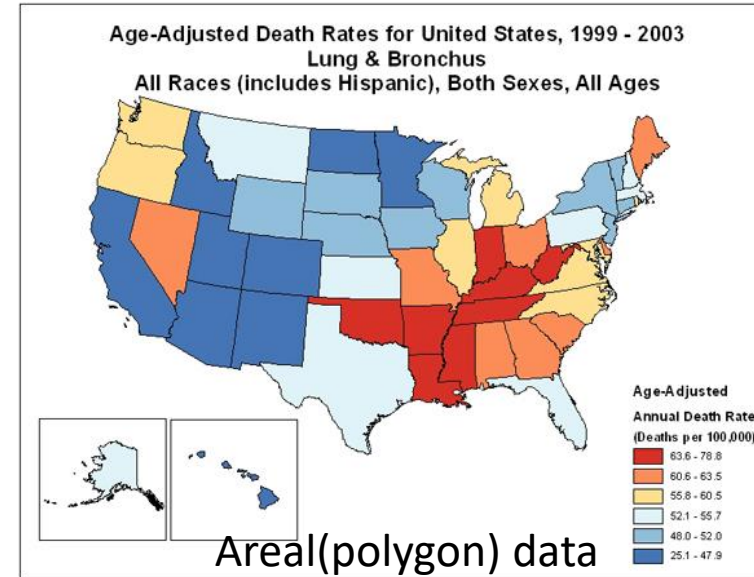 Age-Adjusted Death Rates for United States, 1999 - 2003
Lung & Bronchus
All Races (includes Hispanic), Both Sexes, All Ages
Age-Adjusted
Annual Death Rate
(Deaths per 100,000)
63.6 - 78.8
60.6 - 63.5
55.8 - 60.5
52.1 - 55.7
48.0 - 52.0
25.1 - 47.9
Areal(polygon) data